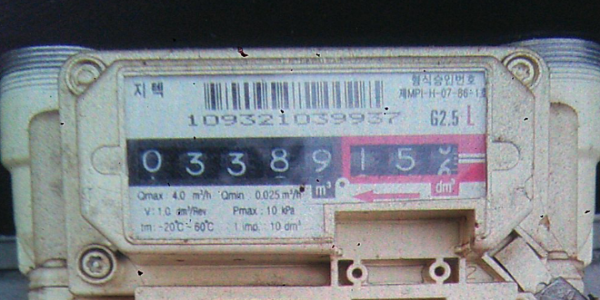 지텍
형식승인번호
제MPI-H-07-86-1호
109321039937
G2.5 L
0 3 3 8 9 1 5
m³
dm³
Qmax 4.0 m³/h Qmin 0.025 m³/h
V : 1.0 dm³/Rev Pmax : 10 kPa
tm : -20℃~60℃ 1 imp. : 10 dm³